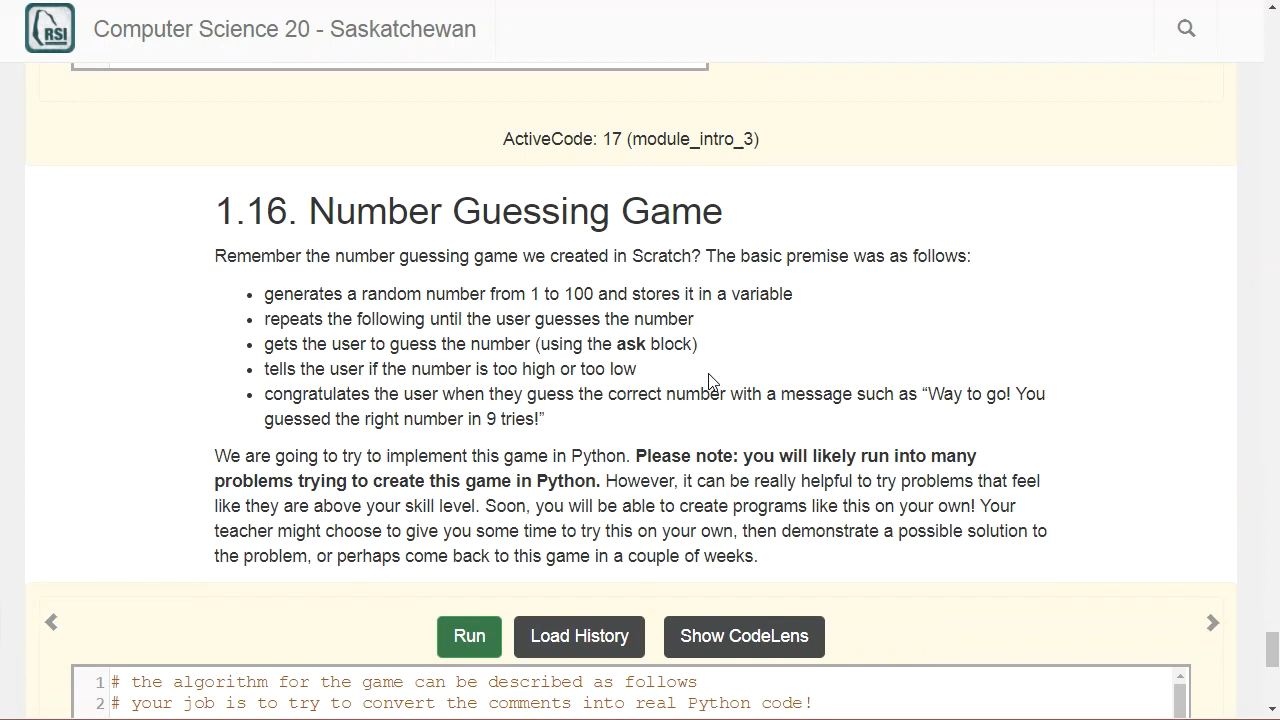 RSI
Computer Science 20 - Saskatchewan
ActiveCode: 17 (module_intro_3)
1.16. Number Guessing Game
Remember the number guessing game we created in Scratch? The basic premise was as follows:
• generates a random number from 1 to 100 and stores it in a variable
• repeats the following until the user guesses the number
• gets the user to guess the number (using the ask block)
• tells the user if the number is too high or too low
• congratulates the user when they guess the correct number with a message such as “Way to go! You
guessed the right number in 9 tries!”
We are going to try to implement this game in Python. Please note: you will likely run into many
problems trying to create this game in Python. However, it can be really helpful to try problems that feel
like they are above your skill level. Soon, you will be able to create programs like this on your own! Your
teacher might choose to give you some time to try this on your own, then demonstrate a possible solution to
the problem, or perhaps come back to this game in a couple of weeks.
Run Load History Show CodeLens
1 # the algorithm for the game can be described as follows
2 # your job is to try to convert the comments into real Python code!